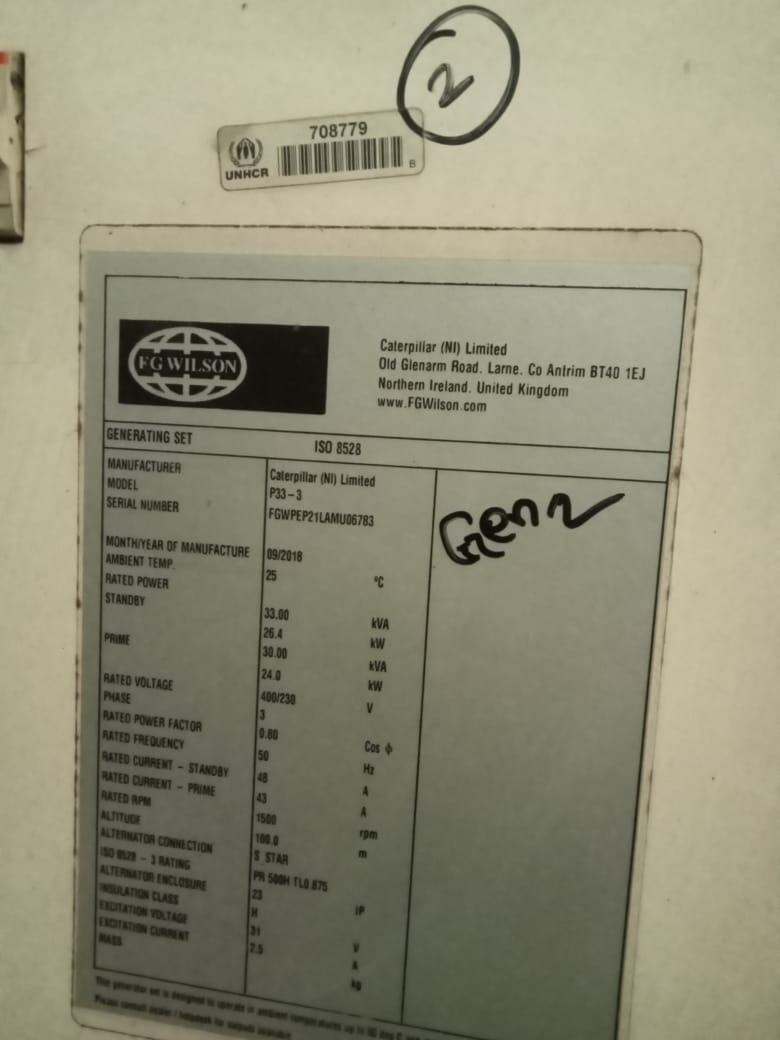 2
708779
UNHCR
B
FG WILSON
Caterpillar (NI) Limited
Old Glenarm Road. Larne. Co Antrim BT40 1EJ
Northern Ireland. United Kingdom
www.FGWilson.com
GENERATING SET ISO 8528
MANUFACTURER Caterpillar (NI) Limited
MODEL P33-3
SERIAL NUMBER FGWPEP21LAMU06783
Gen 2
MONTH/YEAR OF MANUFACTURE 09/2018
AMBIENT TEMP. 25 °C
RATED POWER
STANDBY 33.00 kVA
26.4 kW
PRIME 30.00 kVA
24.0 kW
RATED VOLTAGE 400/230 V
PHASE 3
RATED POWER FACTOR 0.80 Cos ϕ
RATED FREQUENCY 50 Hz
RATED CURRENT - STANDBY 48 A
RATED CURRENT - PRIME 43 A
RATED RPM 1500 rpm
ALTITUDE 100.0 m
ALTERNATOR CONNECTION S STAR
ISO 8528 - 3 RATING PR 500H TL0.875
ALTERNATOR ENCLOSURE 23 IP
INSULATION CLASS H
EXCITATION VOLTAGE 31 V
EXCITATION CURRENT 2.5 A
MASS kg
This generator set is designed to operate in ambient temperatures up to 50 deg C
Please consult dealer / helpdesk for outputs available